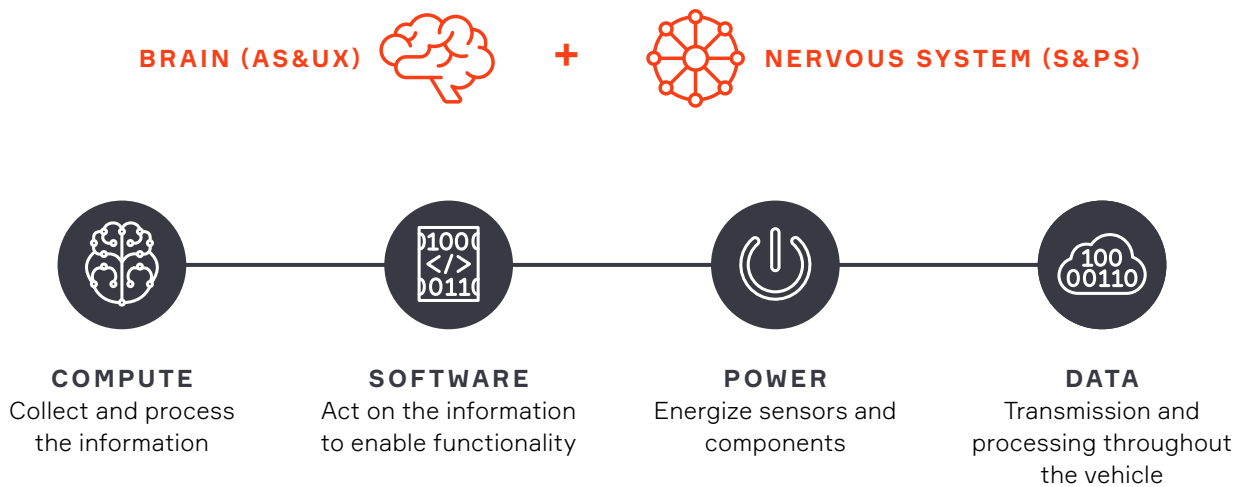 BRAIN (AS&UX)
+
NERVOUS SYSTEM (S&PS)
0100
</>
00110
100
00110
COMPUTE
Collect and process
the information
SOFTWARE
Act on the information
to enable functionality
POWER
Energize sensors and
components
DATA
Transmission and
processing throughout
the vehicle